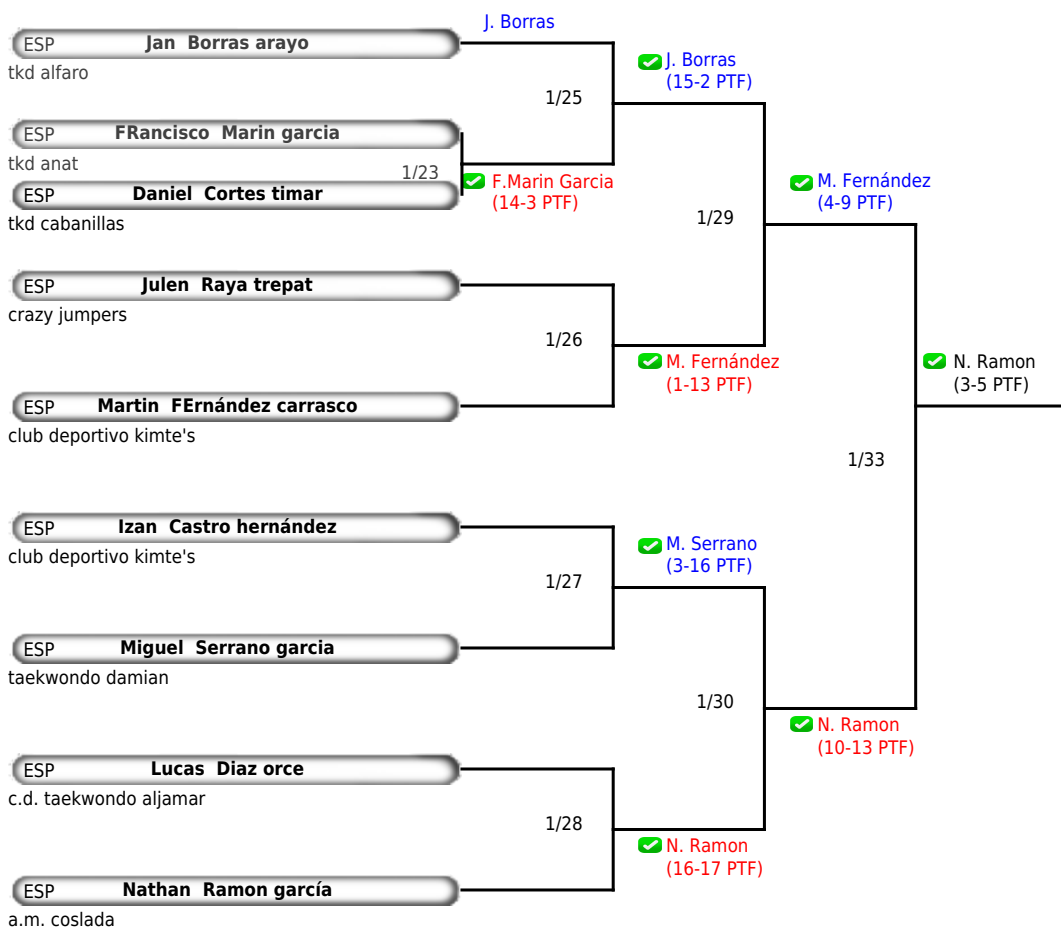 J. Borras
ESP Jan Borras arayo
tkd alfaro
J. Borras
(15-2 PTF)
1/25
ESP FRancisco Marin garcia
tkd anat
1/23
F.Marin Garcia
(14-3 PTF)
ESP Daniel Cortes timar
tkd cabanillas
M. Fernández
(4-9 PTF)
1/29
ESP Julen Raya trepat
crazy jumpers
1/26
M. Fernández
(1-13 PTF)
N. Ramon
(3-5 PTF)
ESP Martin FErnández carrasco
club deportivo kimte's
1/33
ESP Izan Castro hernández
club deportivo kimte's
M. Serrano
(3-16 PTF)
1/27
ESP Miguel Serrano garcia
taekwondo damian
1/30
N. Ramon
(10-13 PTF)
ESP Lucas Diaz orce
c.d. taekwondo aljamar
1/28
N. Ramon
(16-17 PTF)
ESP Nathan Ramon garcía
a.m. coslada